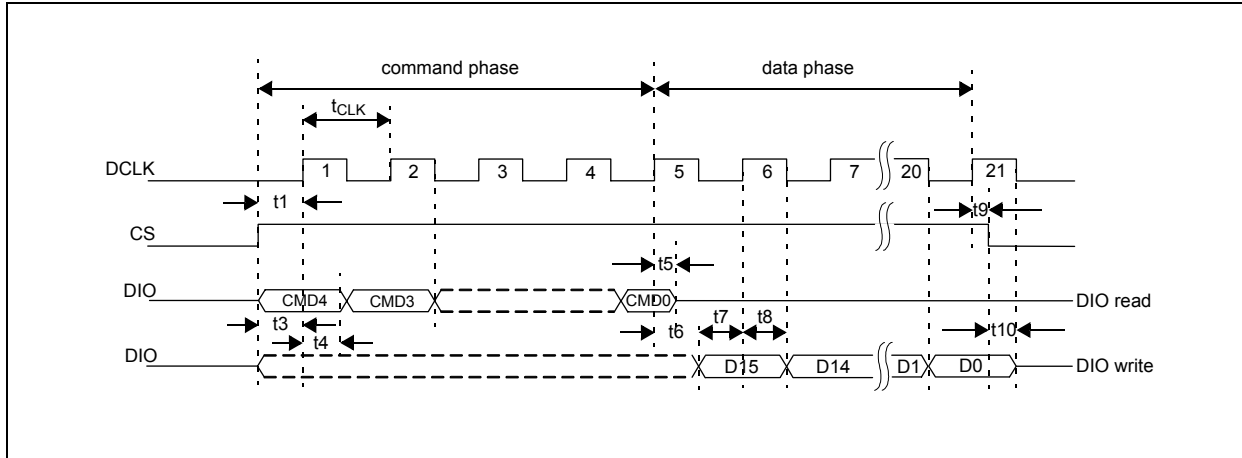 command phase data phase
tCLK
DCLK 1 2 3 4 5 6 7 20 21
t1 t9
CS
t5
DIO CMD4 CMD3 CMD0 DIO read
t3 t6 t7 t8 t10
t4
DIO D15 D14 D1 D0 DIO write